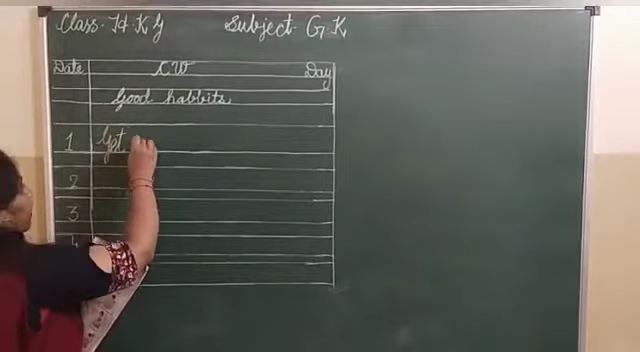 Class- H.K.G Subject- G.K
Date C.W Day
Good habbits
1 Get
2
3
4